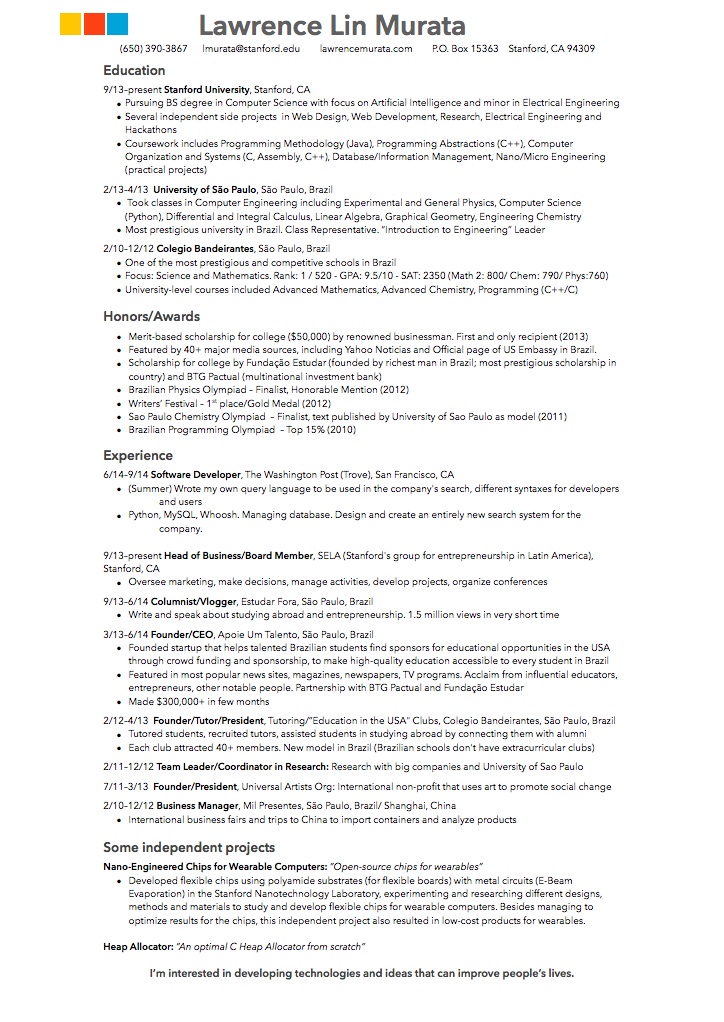 Lawrence Lin Murata
(650) 390-3867 lmurata@stanford.edu lawrencemurata.com P.O. Box 15363 Stanford, CA 94309
Education
9/13-present Stanford University, Stanford, CA
• Pursuing BS degree in Computer Science with focus on Artificial Intelligence and minor in Electrical Engineering
• Several independent side projects in Web Design, Web Development, Research, Electrical Engineering and
Hackathons
• Coursework includes Programming Methodology (Java), Programming Abstractions (C++), Computer
Organization and Systems (C, Assembly, C++), Database/Information Management, Nano/Micro Engineering
(practical projects)
2/13-4/13 University of São Paulo, São Paulo, Brazil
• Took classes in Computer Engineering including Experimental and General Physics, Computer Science
(Python), Differential and Integral Calculus, Linear Algebra, Graphical Geometry, Engineering Chemistry
• Most prestigious university in Brazil. Class Representative. "Introduction to Engineering" Leader
2/10-12/12 Colegio Bandeirantes, São Paulo, Brazil
• One of the most prestigious and competitive schools in Brazil
• Focus: Science and Mathematics. Rank: 1 / 520 - GPA: 9.5/10 - SAT: 2350 (Math 2: 800/ Chem: 790/ Phys:760)
• University-level courses included Advanced Mathematics, Advanced Chemistry, Programming (C++/C)
Honors/Awards
• Merit-based scholarship for college ($50,000) by renowned businessman. First and only recipient (2013)
• Featured by 40+ major media sources, including Yahoo Noticias and Official page of US Embassy in Brazil.
• Scholarship for college by Fundação Estudar (founded by richest man in Brazil; most prestigious scholarship in
country) and BTG Pactual (multinational investment bank)
• Brazilian Physics Olympiad – Finalist, Honorable Mention (2012)
• Writers' Festival – 1st place/Gold Medal (2012)
• Sao Paulo Chemistry Olympiad – Finalist, text published by University of Sao Paulo as model (2011)
• Brazilian Programming Olympiad – Top 15% (2010)
Experience
6/14-9/14 Software Developer, The Washington Post (Trove), San Francisco, CA
• (Summer) Wrote my own query language to be used in the company's search, different syntaxes for developers
and users
• Python, MySQL, Whoosh. Managing database. Design and create an entirely new search system for the
company.
9/13-present Head of Business/Board Member, SELA (Stanford's group for entrepreneurship in Latin America),
Stanford, CA
• Oversee marketing, make decisions, manage activities, develop projects, organize conferences
9/13-6/14 Columnist/Vlogger, Estudar Fora, São Paulo, Brazil
• Write and speak about studying abroad and entrepreneurship. 1.5 million views in very short time
3/13-6/14 Founder/CEO, Apoie Um Talento, São Paulo, Brazil
• Founded startup that helps talented Brazilian students find sponsors for educational opportunities in the USA
through crowd funding and sponsorship, to make high-quality education accessible to every student in Brazil
• Featured in most popular news sites, magazines, newspapers, TV programs. Acclaim from influential educators,
entrepreneurs, other notable people. Partnership with BTG Pactual and Fundação Estudar
• Made $300,000+ in few months
2/12-4/13 Founder/Tutor/President, Tutoring/"Education in the USA" Clubs, Colegio Bandeirantes, São Paulo, Brazil
• Tutored students, recruited tutors, assisted students in studying abroad by connecting them with alumni
• Each club attracted 40+ members. New model in Brazil (Brazilian schools don't have extracurricular clubs)
2/11-12/12 Team Leader/Coordinator in Research: Research with big companies and University of Sao Paulo
7/11-3/13 Founder/President, Universal Artists Org: International non-profit that uses art to promote social change
2/10-12/12 Business Manager, Mil Presentes, São Paulo, Brazil/ Shanghai, China
• International business fairs and trips to China to import containers and analyze products
Some independent projects
Nano-Engineered Chips for Wearable Computers: "Open-source chips for wearables"
• Developed flexible chips using polyamide substrates (for flexible boards) with metal circuits (E-Beam
Evaporation) in the Stanford Nanotechnology Laboratory, experimenting and researching different designs,
methods and materials to study and develop flexible chips for wearable computers. Besides managing to
optimize results for the chips, this independent project also resulted in low-cost products for wearables.
Heap Allocator: "An optimal C Heap Allocator from scratch"
I'm interested in developing technologies and ideas that can improve people's lives.